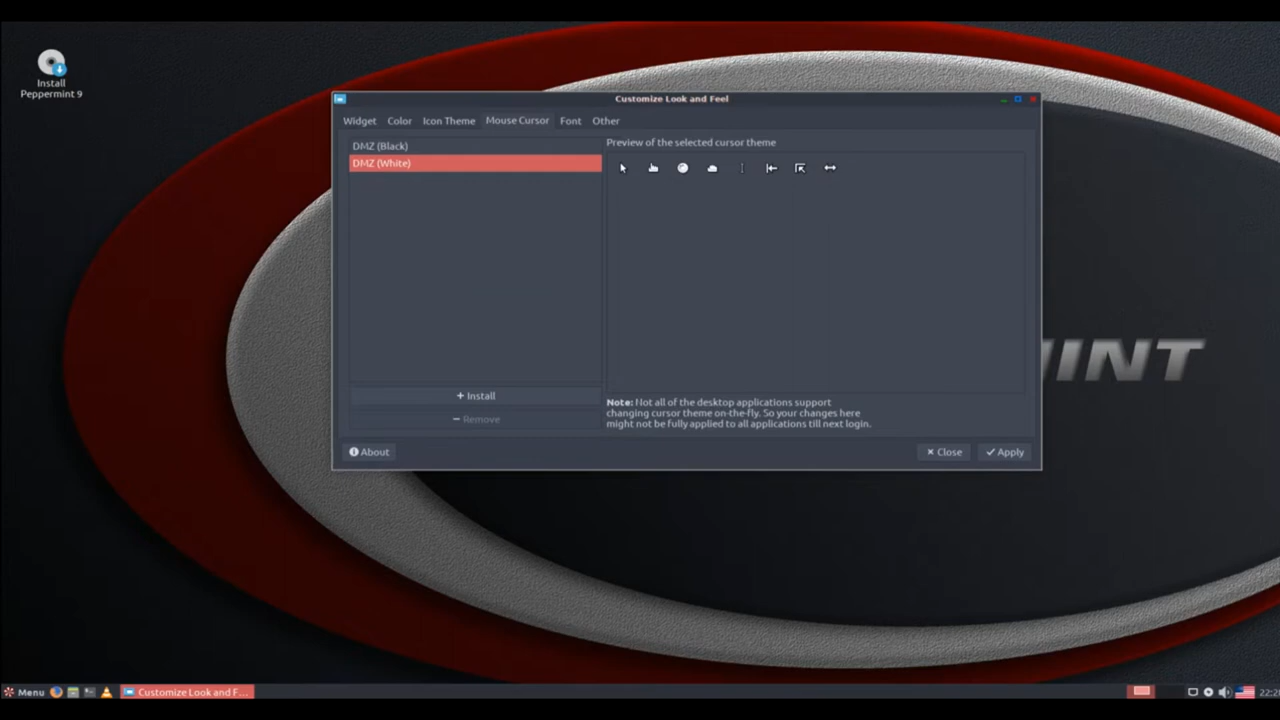 Install
Peppermint 9
Customize Look and Feel
Widget Color Icon Theme Mouse Cursor Font Other
DMZ (Black)
DMZ (White)
Preview of the selected cursor theme
Install
Remove
Note: Not all of the desktop applications support
changing cursor theme on-the-fly. So your changes here
might not be fully applied to all applications till next login.
About
Close Apply
Menu
Customize Look and F...